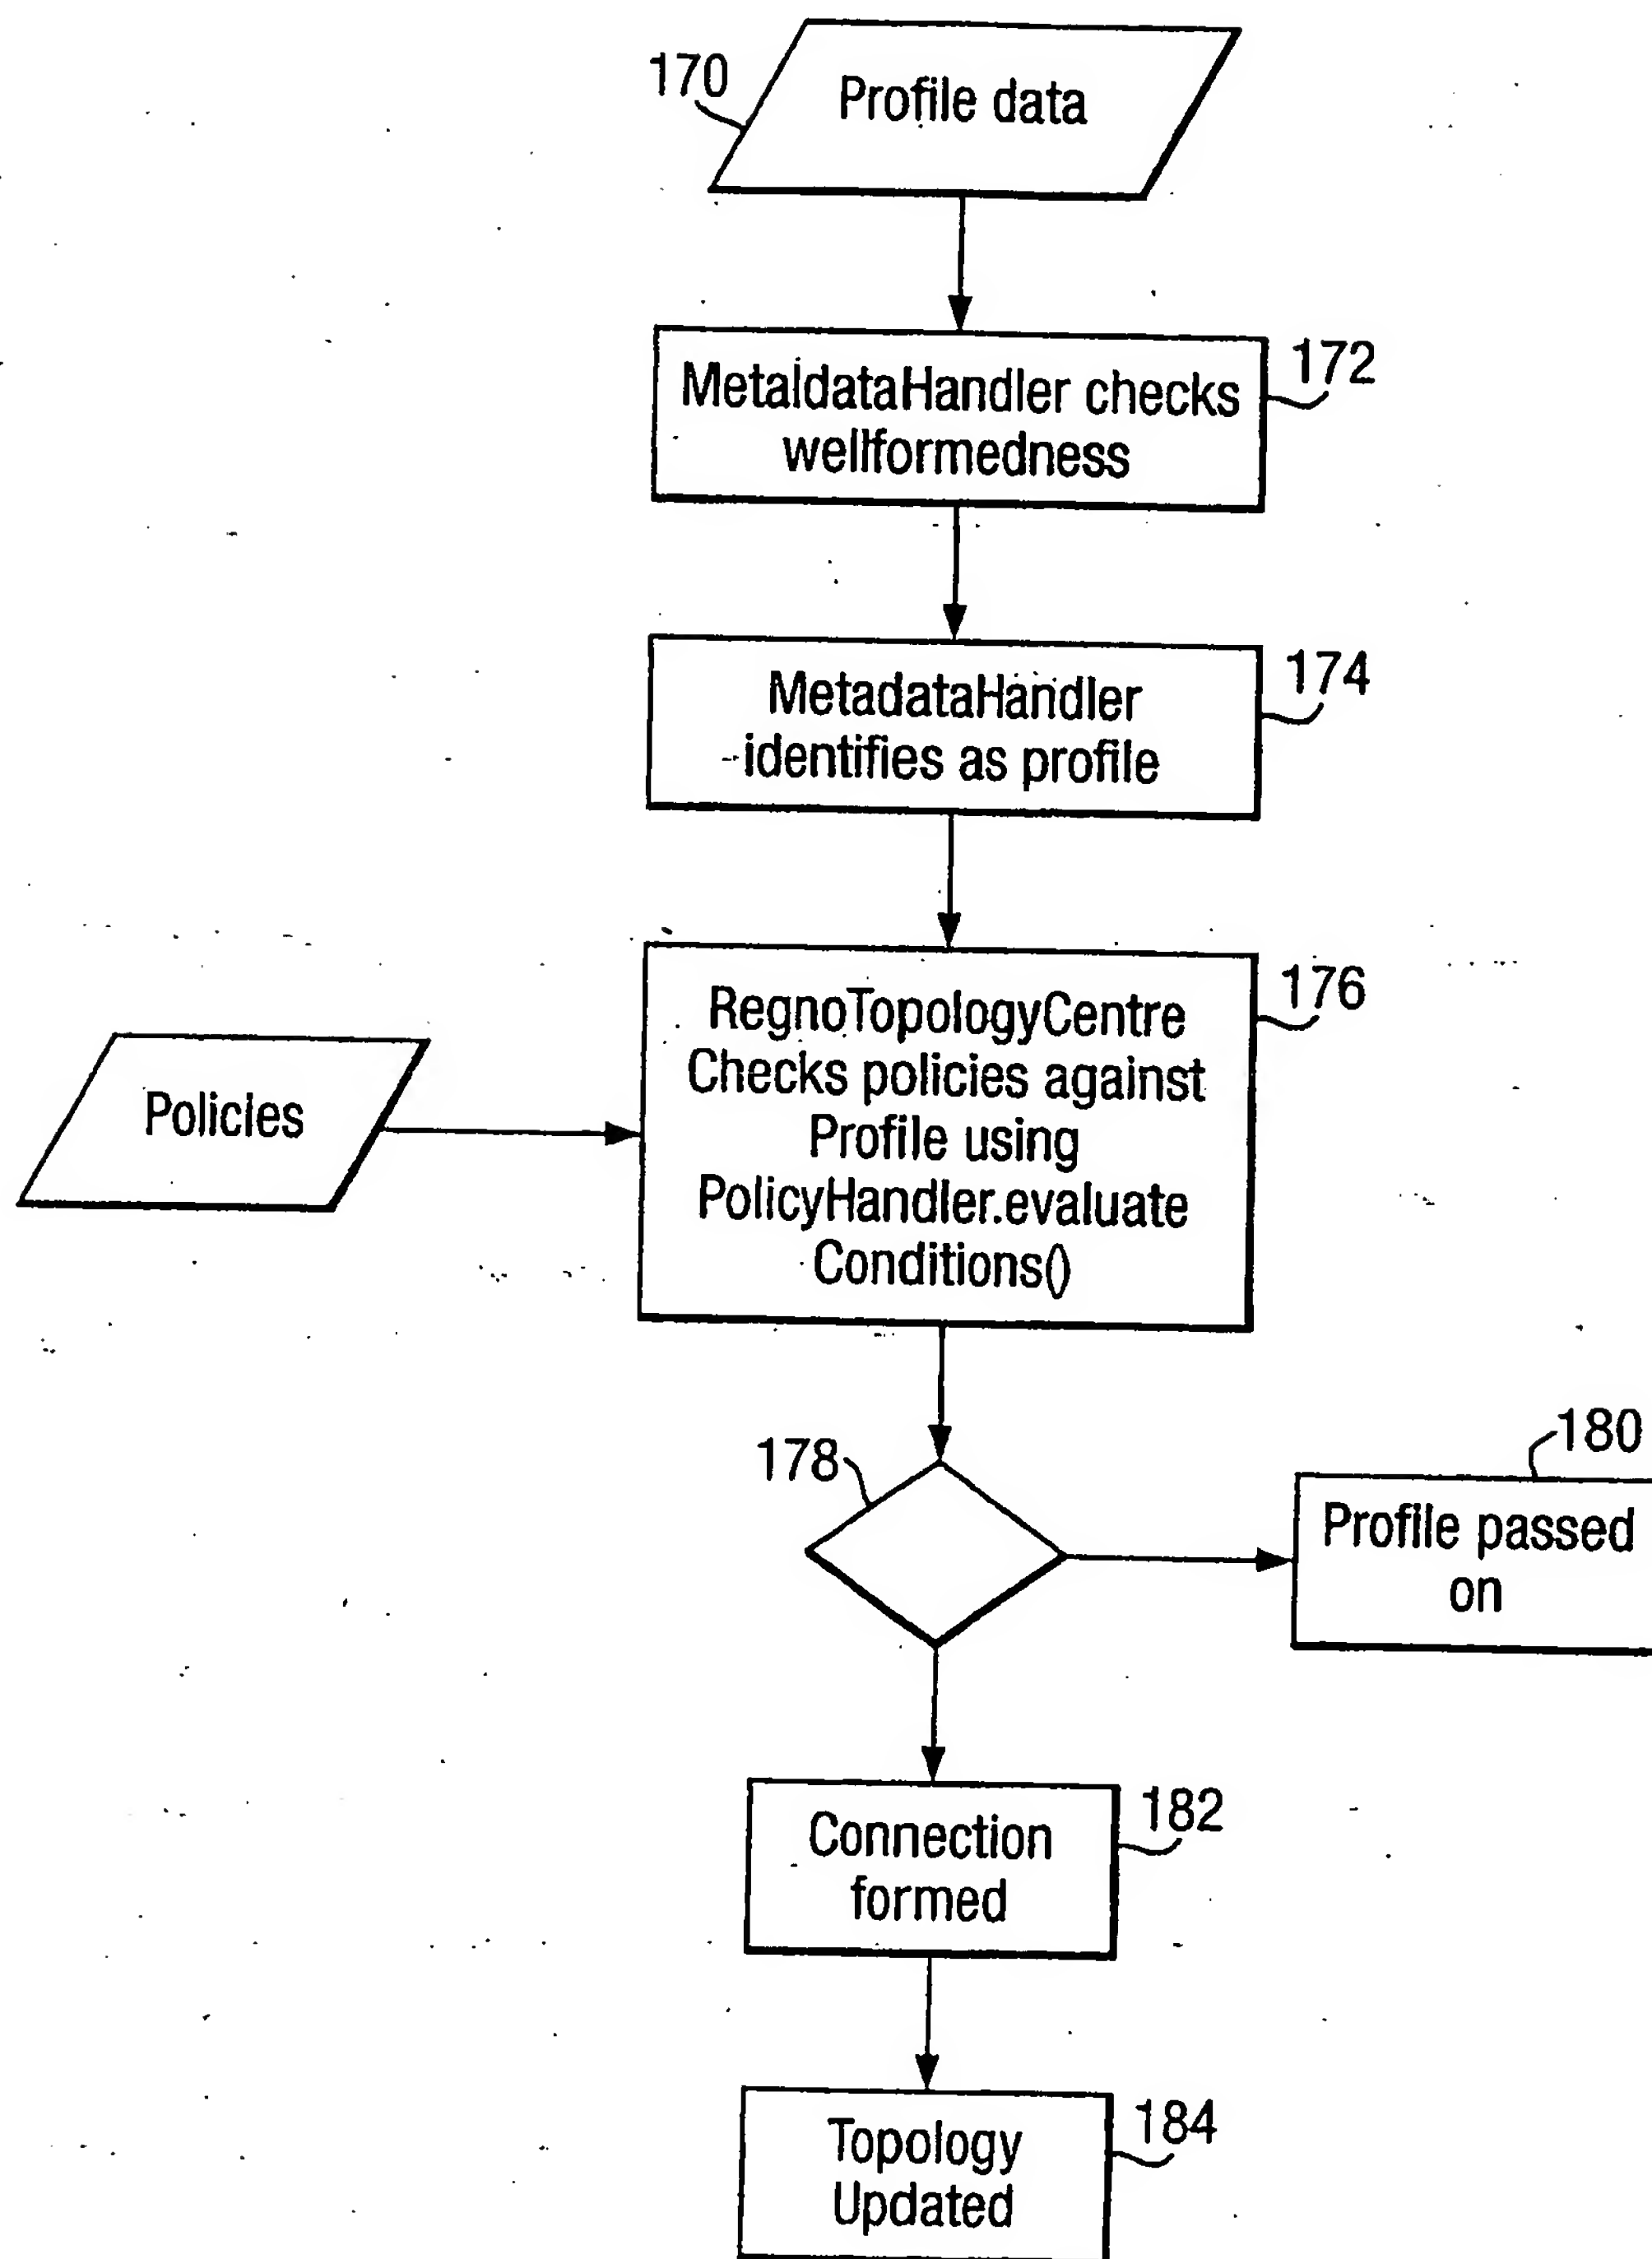 170
Profile data
172
MetaldataHandler checks
wellformedness
174
MetadataHandler
identifies as profile
176
RegnoTopologyCentre
Checks policies against
Profile using
PolicyHandler.evaluate
Conditions()
Policies
178
180
Profile passed
on
182
Connection
formed
184
Topology
Updated